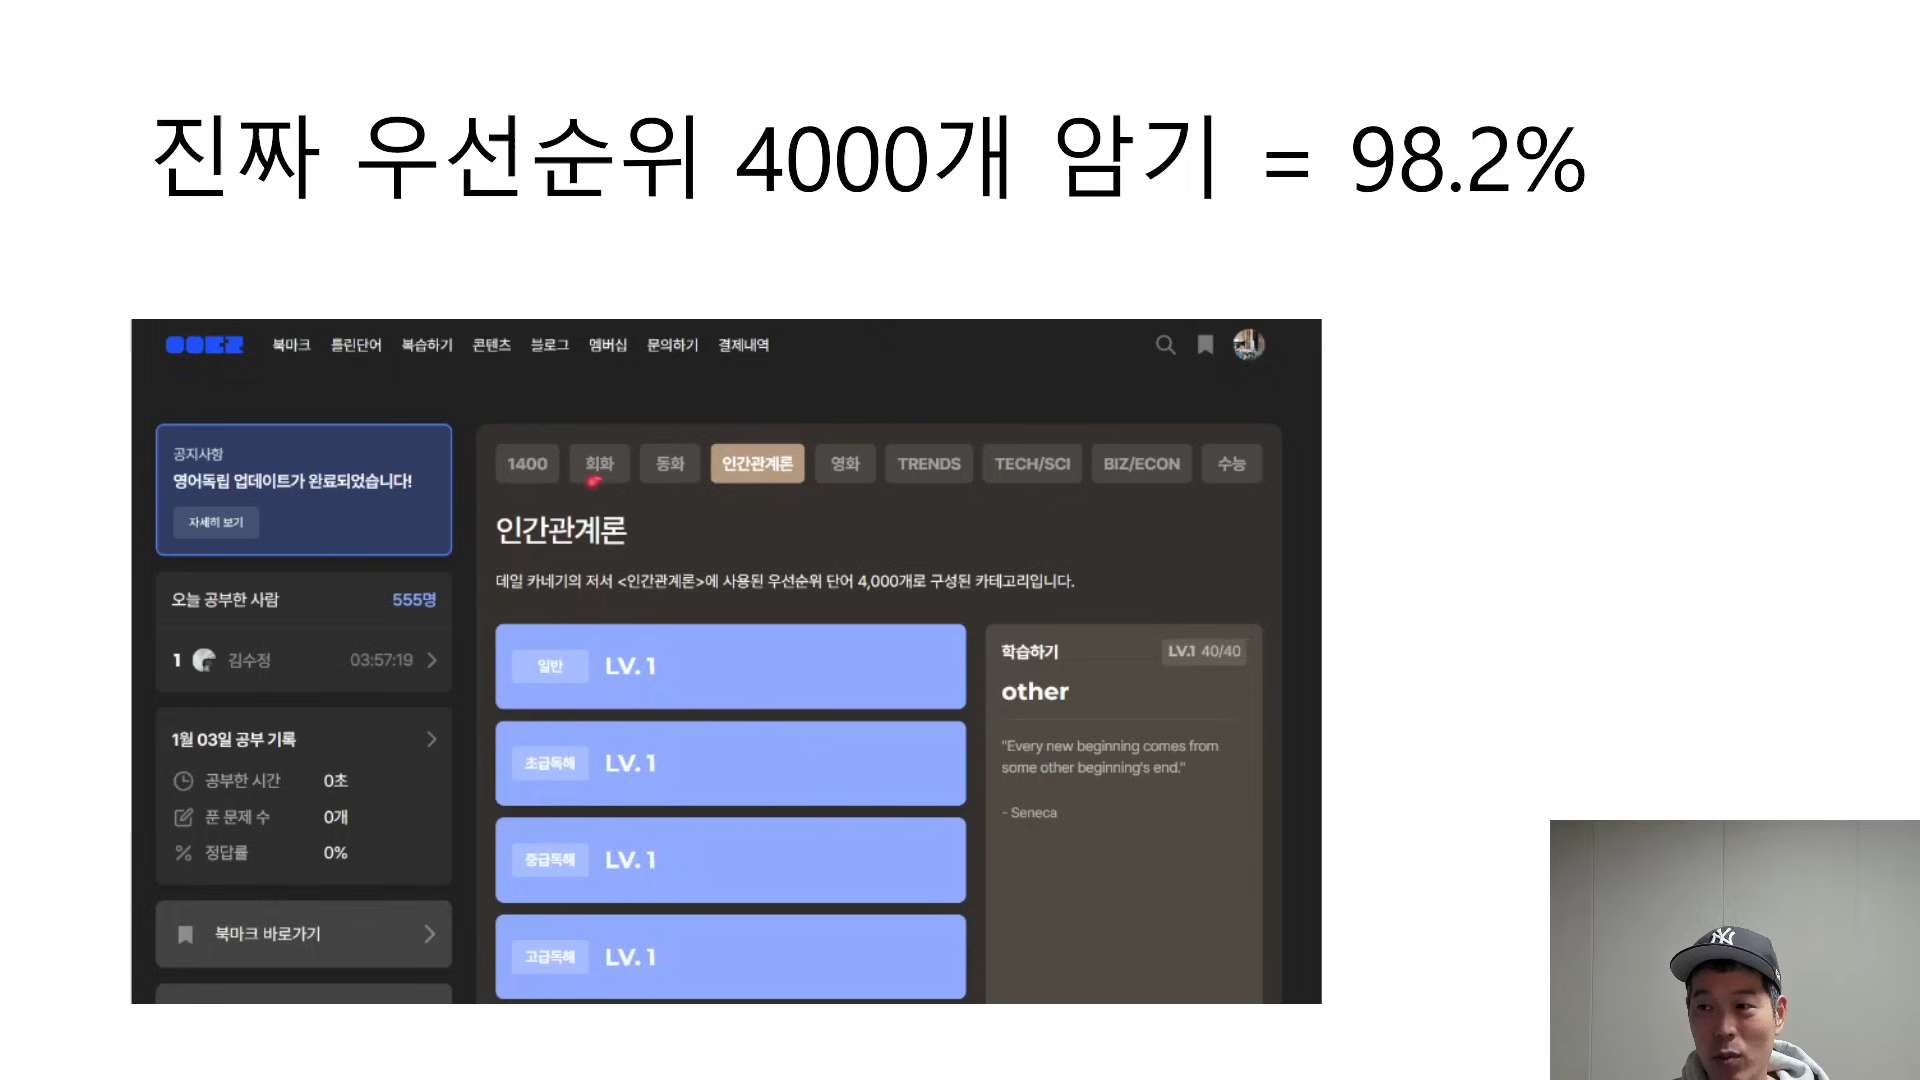 진짜 우선순위 4000개 암기 = 98.2%
북마크 틀린단어 복습하기 콘텐츠 블로그 멤버십 문의하기 결제내역
공지사항
영어독립 업데이트가 완료되었습니다!
자세히 보기
오늘 공부한 사람 555명
1 김수정 03:57:19
1월 03일 공부 기록
공부한 시간 0초
푼 문제 수 0개
정답률 0%
북마크 바로가기
1400 회화 동화 인간관계론 영화 TRENDS TECH/SCI BIZ/ECON 수능
인간관계론
데일 카네기의 저서 <인간관계론>에 사용된 우선순위 단어 4,000개로 구성된 카테고리입니다.
일반 LV. 1
초급독해 LV. 1
중급독해 LV. 1
고급독해 LV. 1
학습하기 LV.1 40/40
other
"Every new beginning comes from
some other beginning's end."
- Seneca
NY